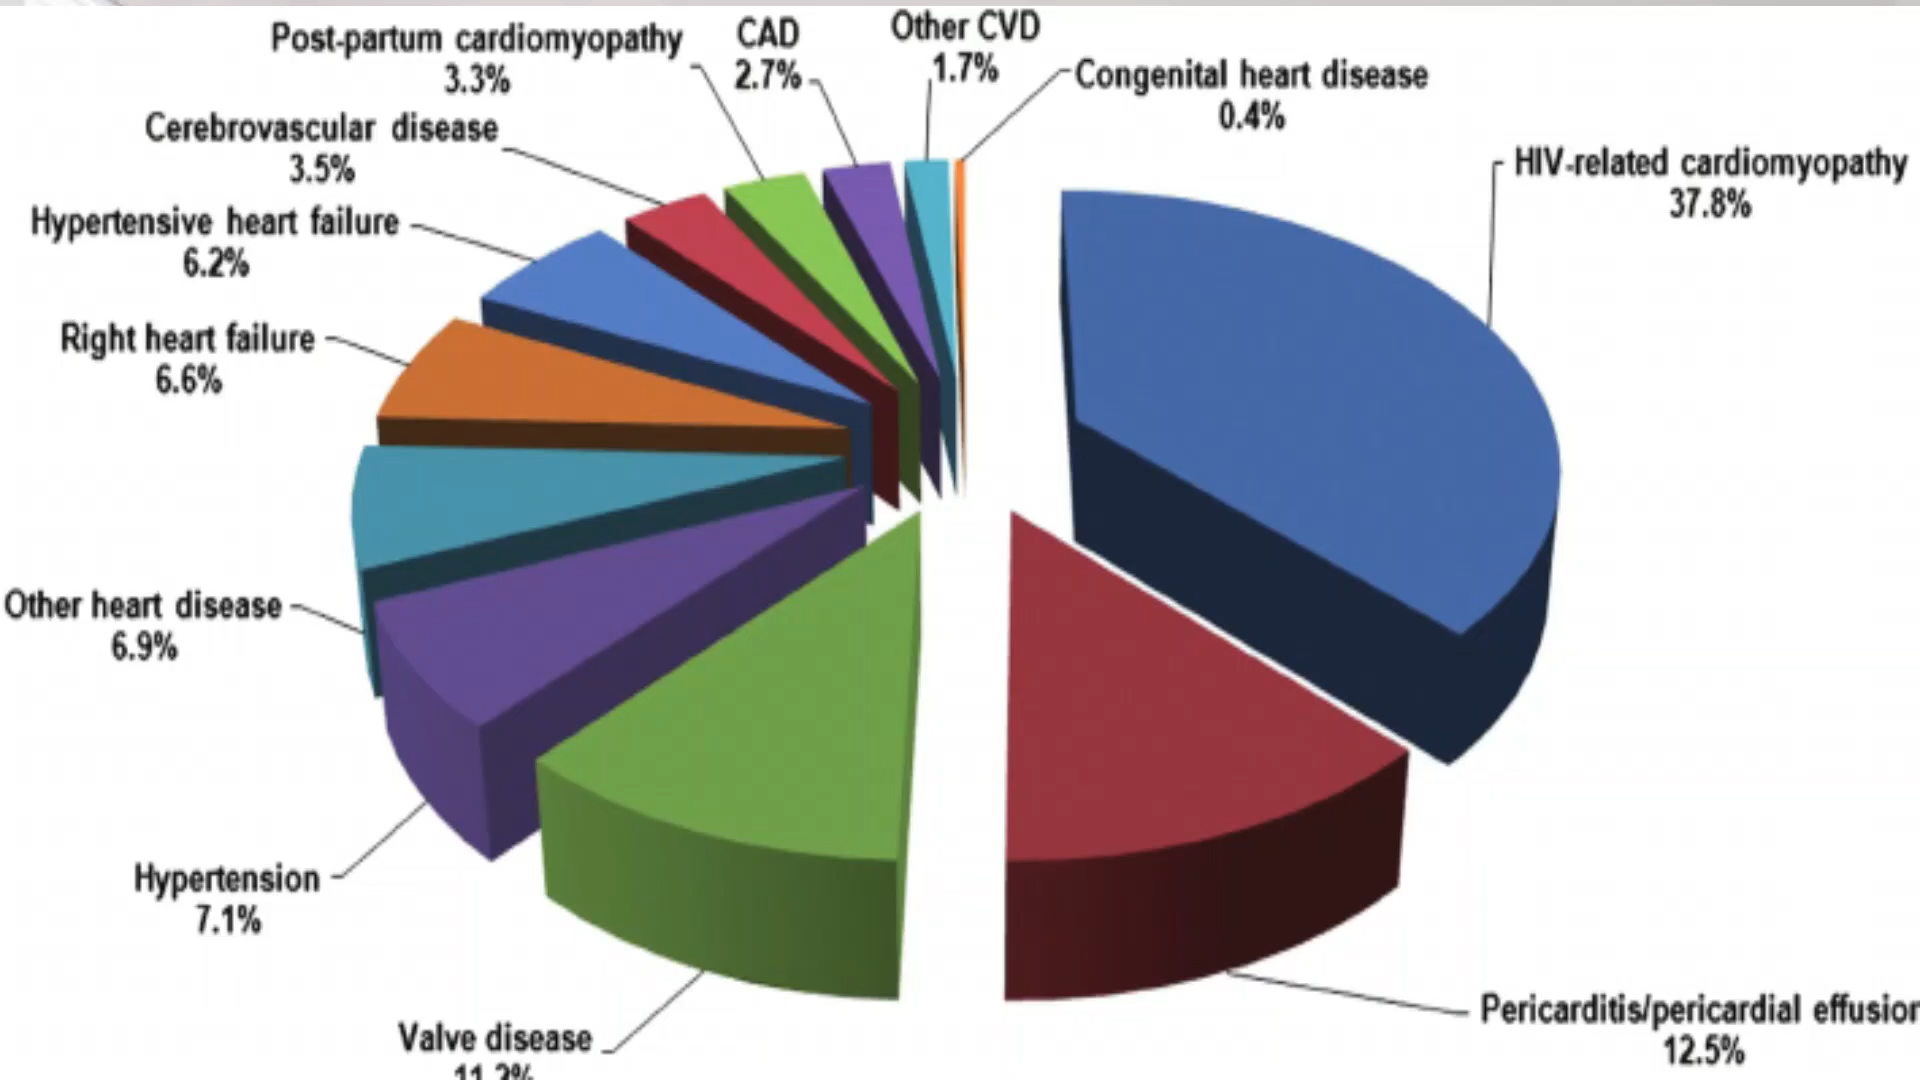 Post-partum cardiomyopathy
3.3%
CAD
2.7%
Other CVD
1.7%
Congenital heart disease
0.4%
Cerebrovascular disease
3.5%
HIV-related cardiomyopathy
37.8%
Hypertensive heart failure
6.2%
Right heart failure
6.6%
Other heart disease
6.9%
Hypertension
7.1%
Valve disease
Pericarditis/pericardial effusion
12.5%